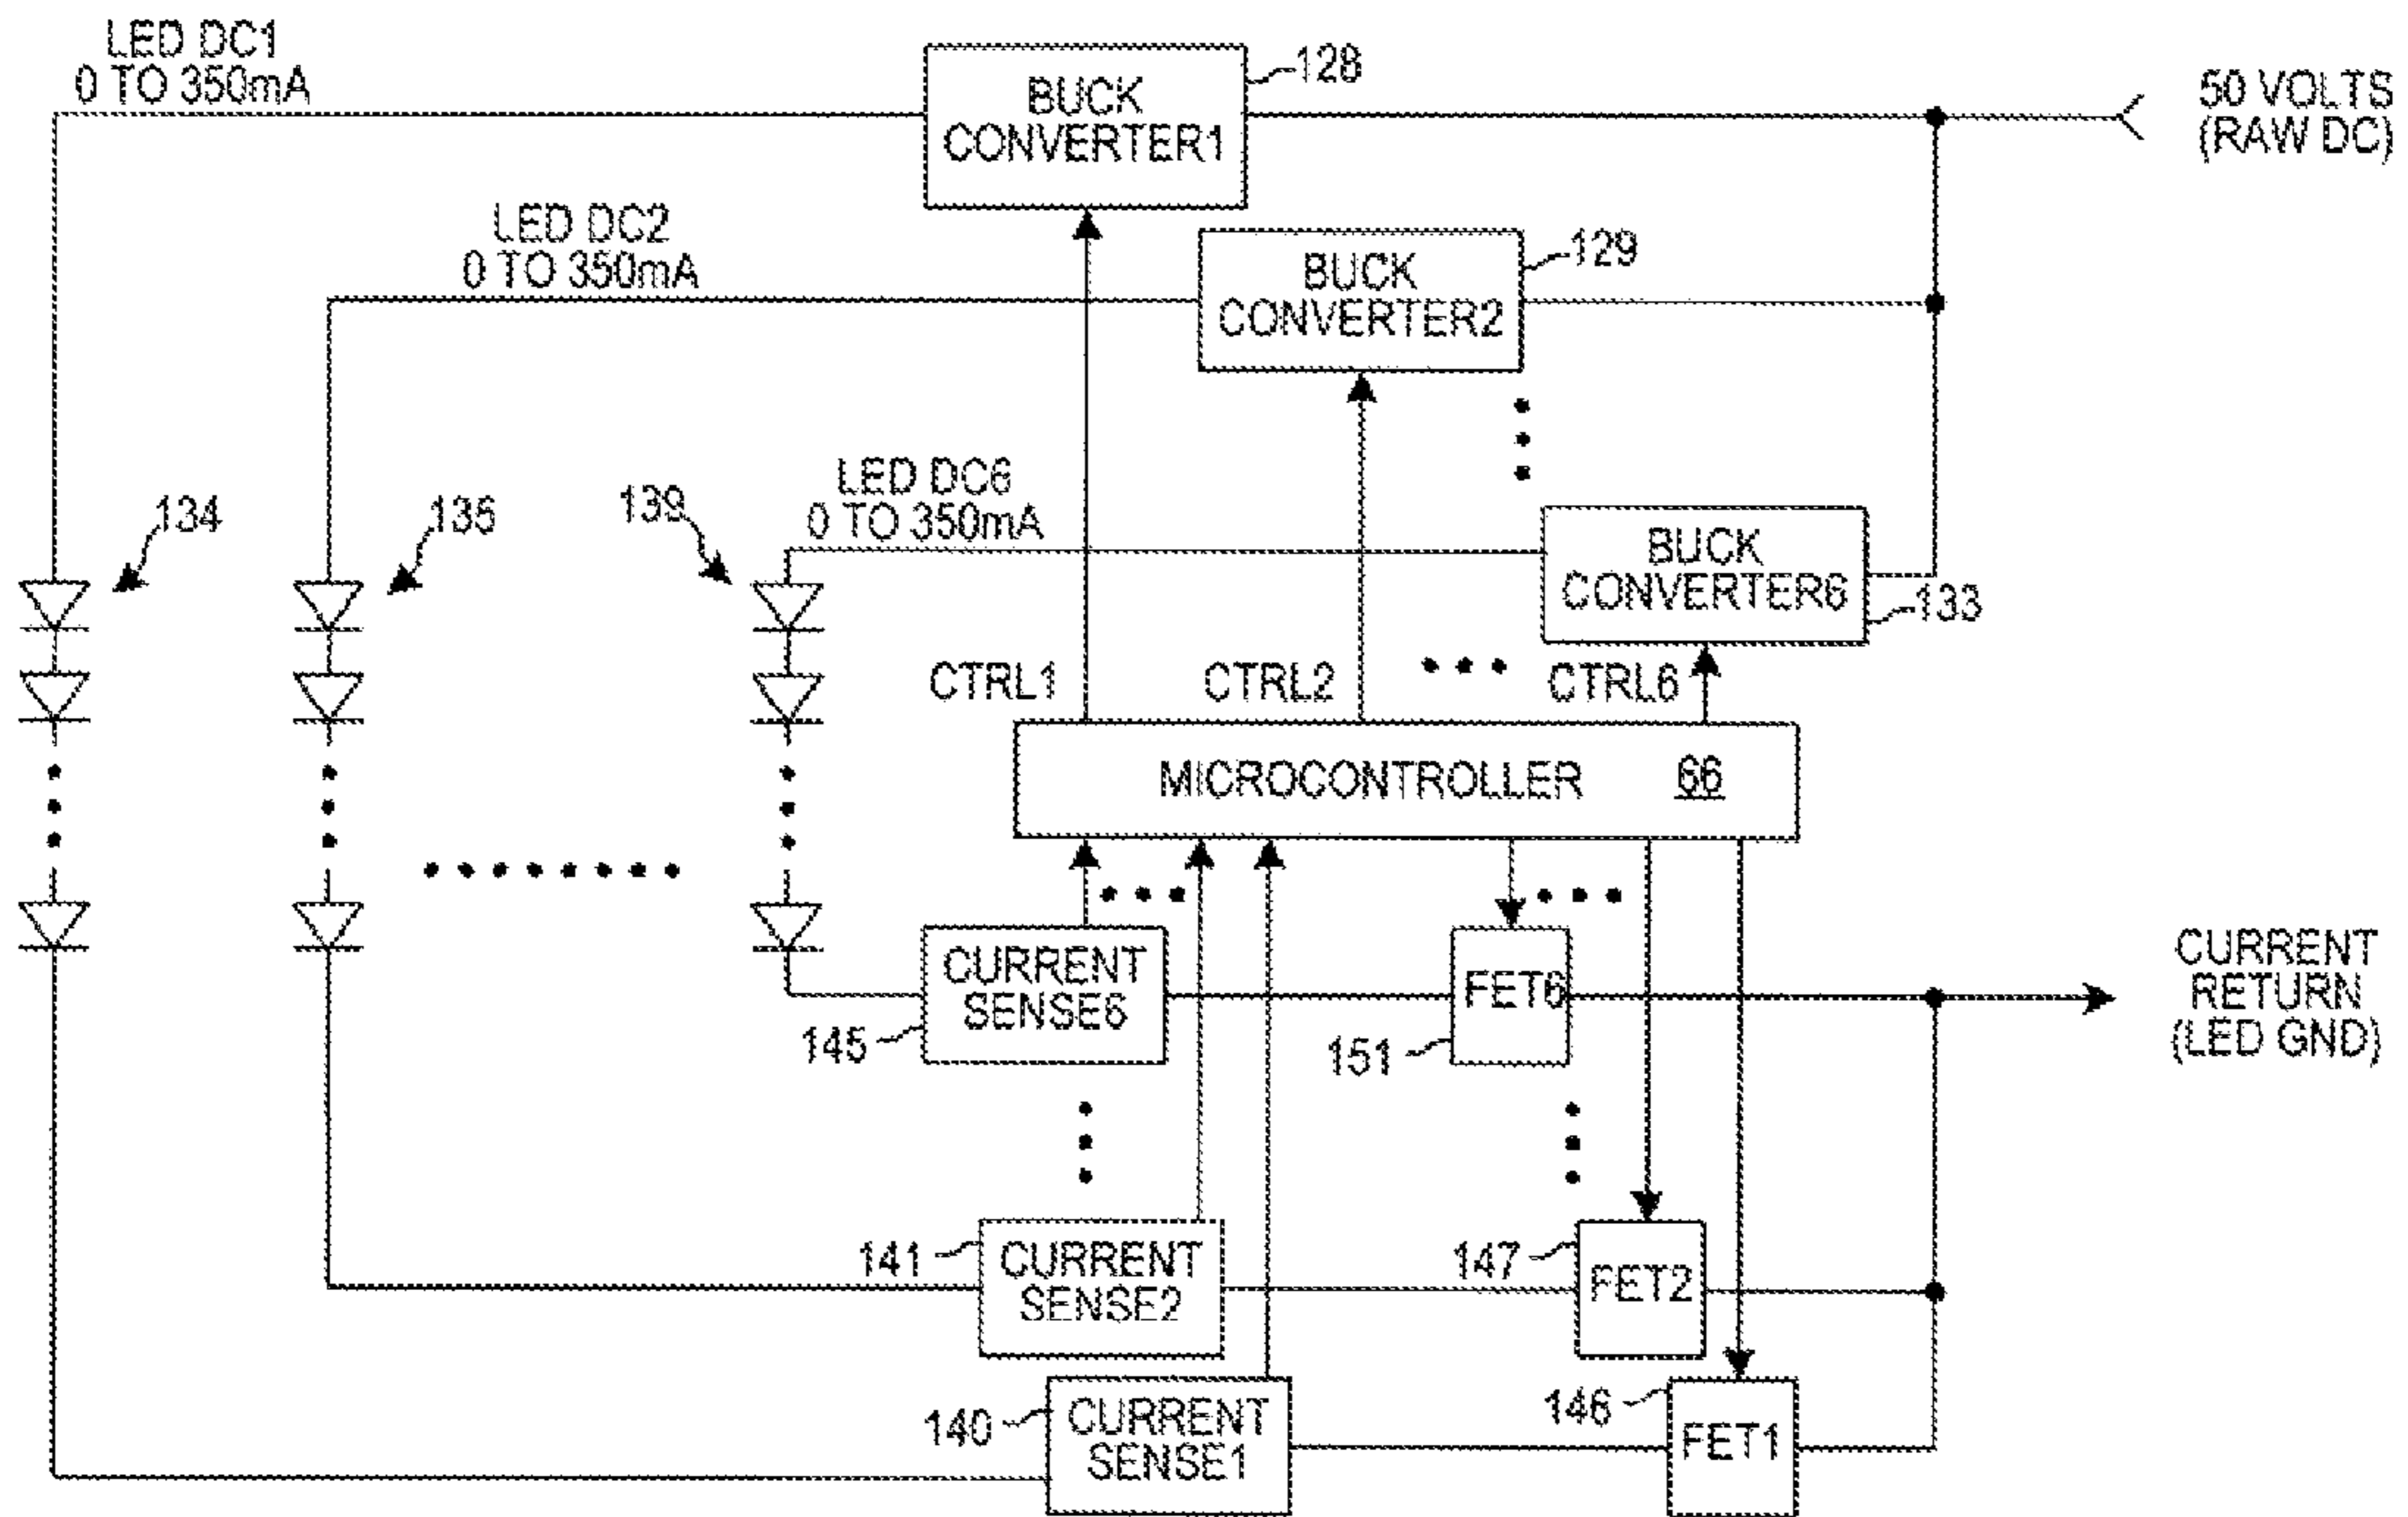 LED DC1
0 TO 350mA
BUCK
CONVERTER1
128
50 VOLTS
(RAW DC)
LED DC2
0 TO 350mA
BUCK
CONVERTER2
129
LED DC6
0 TO 350mA
BUCK
CONVERTER6
133
134
135
139
CTRL1
CTRL2
CTRL6
MICROCONTROLLER 66
CURRENT
SENSE6
145
FET6
151
CURRENT
RETURN
(LED GND)
141
CURRENT
SENSE2
147
FET2
140
CURRENT
SENSE1
146
FET1